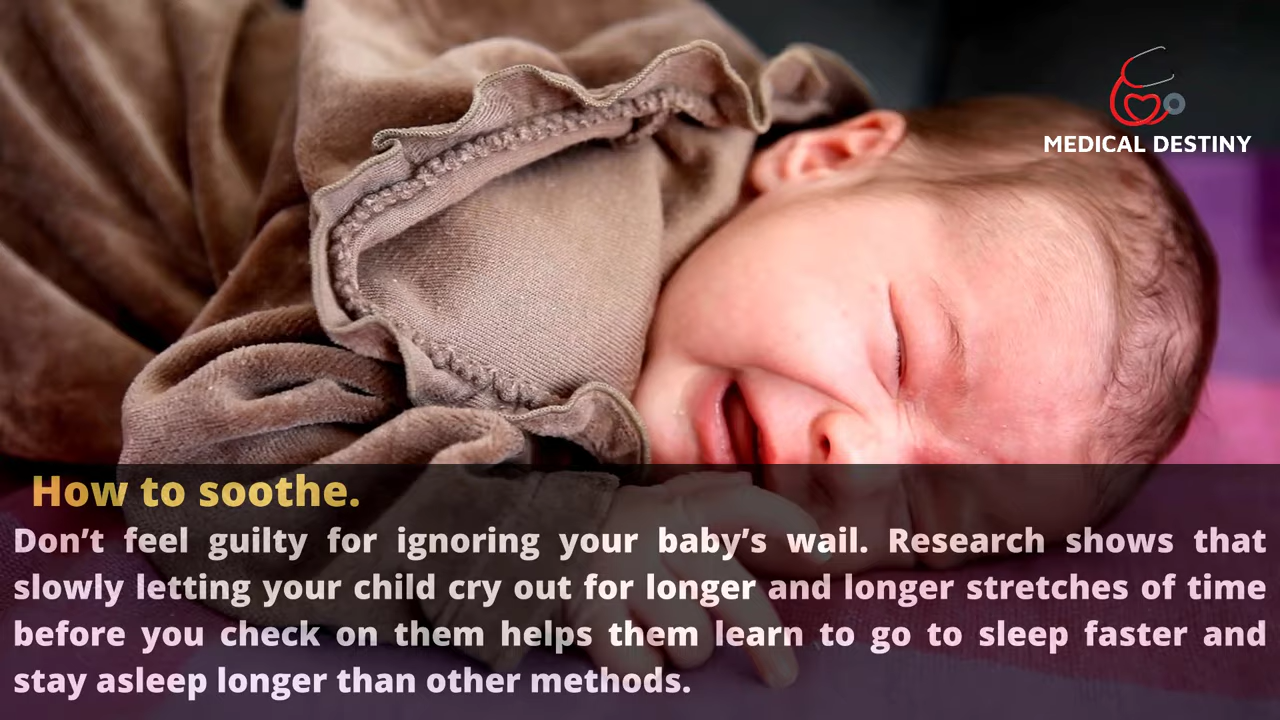 MEDICAL DESTINY
How to soothe.
Don’t feel guilty for ignoring your baby’s wail. Research shows that
slowly letting your child cry out for longer and longer stretches of time
before you check on them helps them learn to go to sleep faster and
stay asleep longer than other methods.